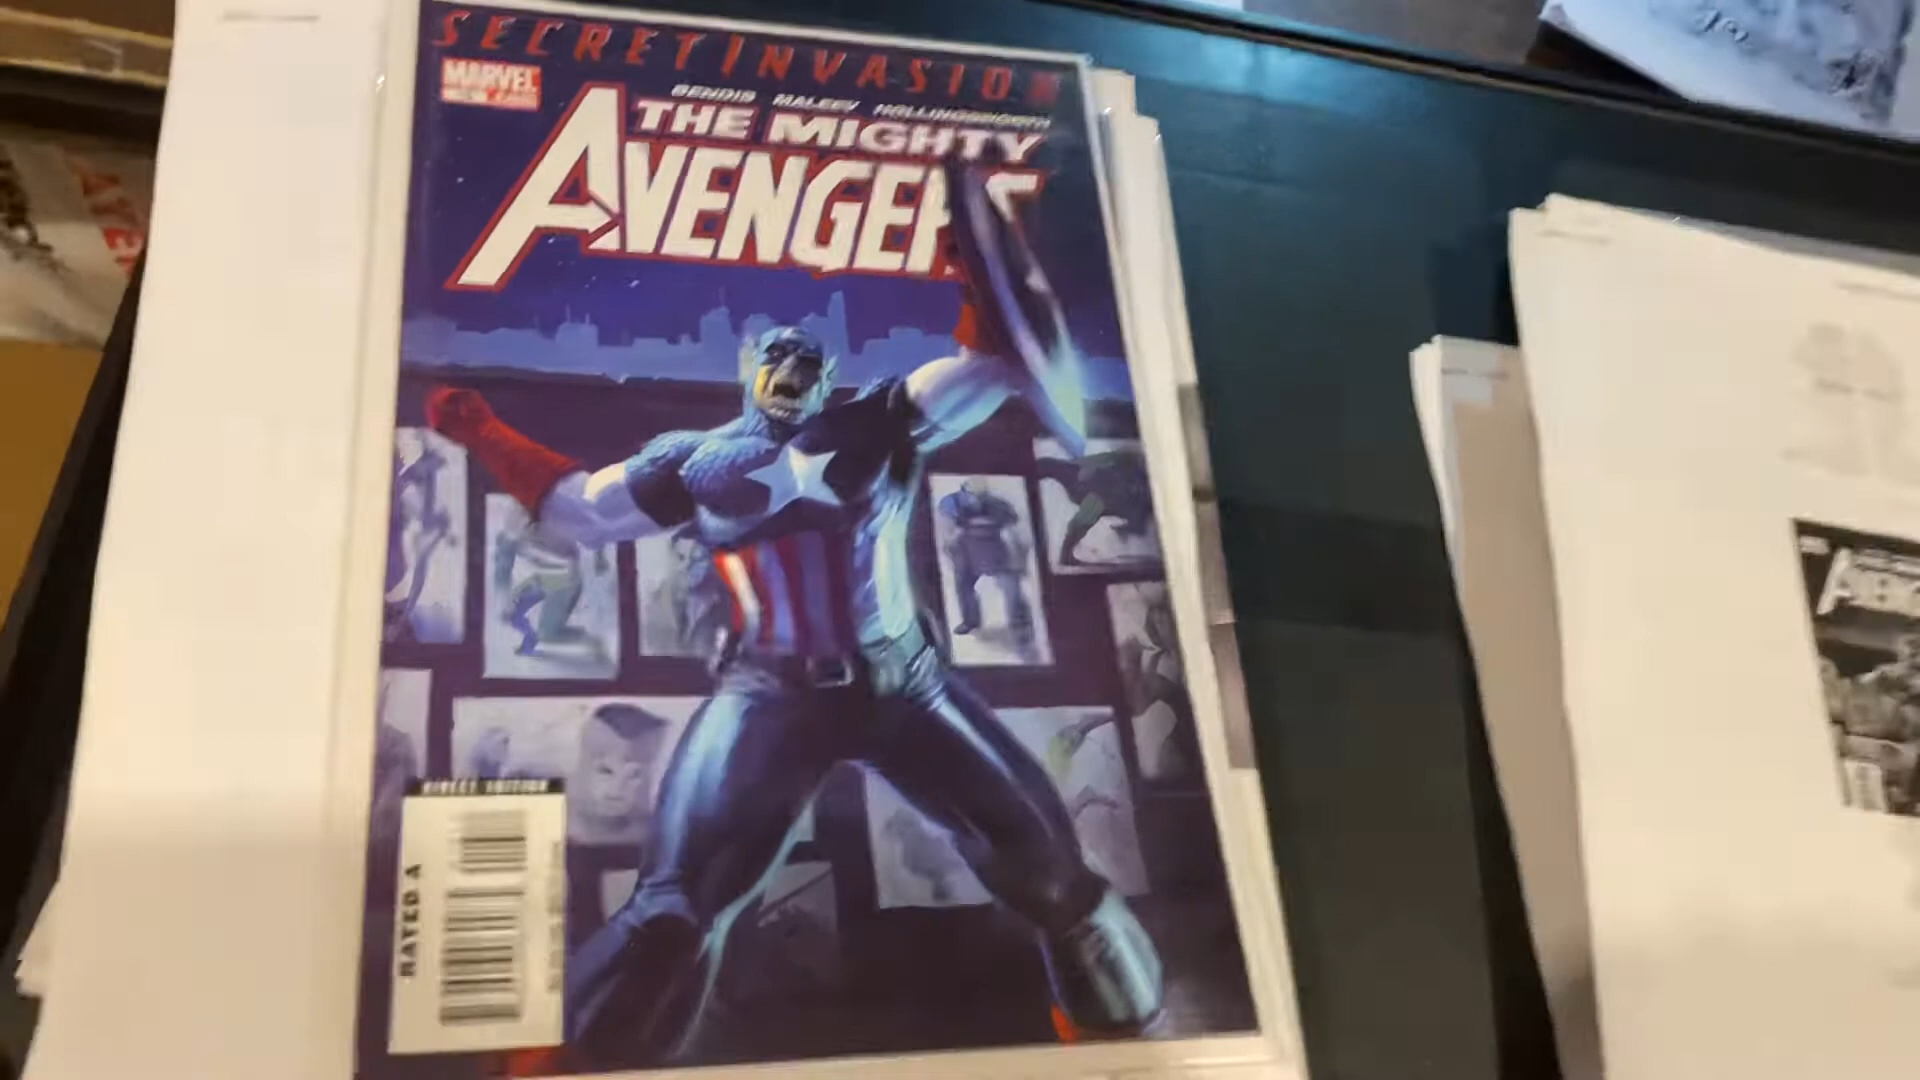 SECRET INVASION
MARVEL
BENDIS MALEEV HOLLINGSWORTH
THE MIGHTY
AVENGERS
DIRECT EDITION
RATED A